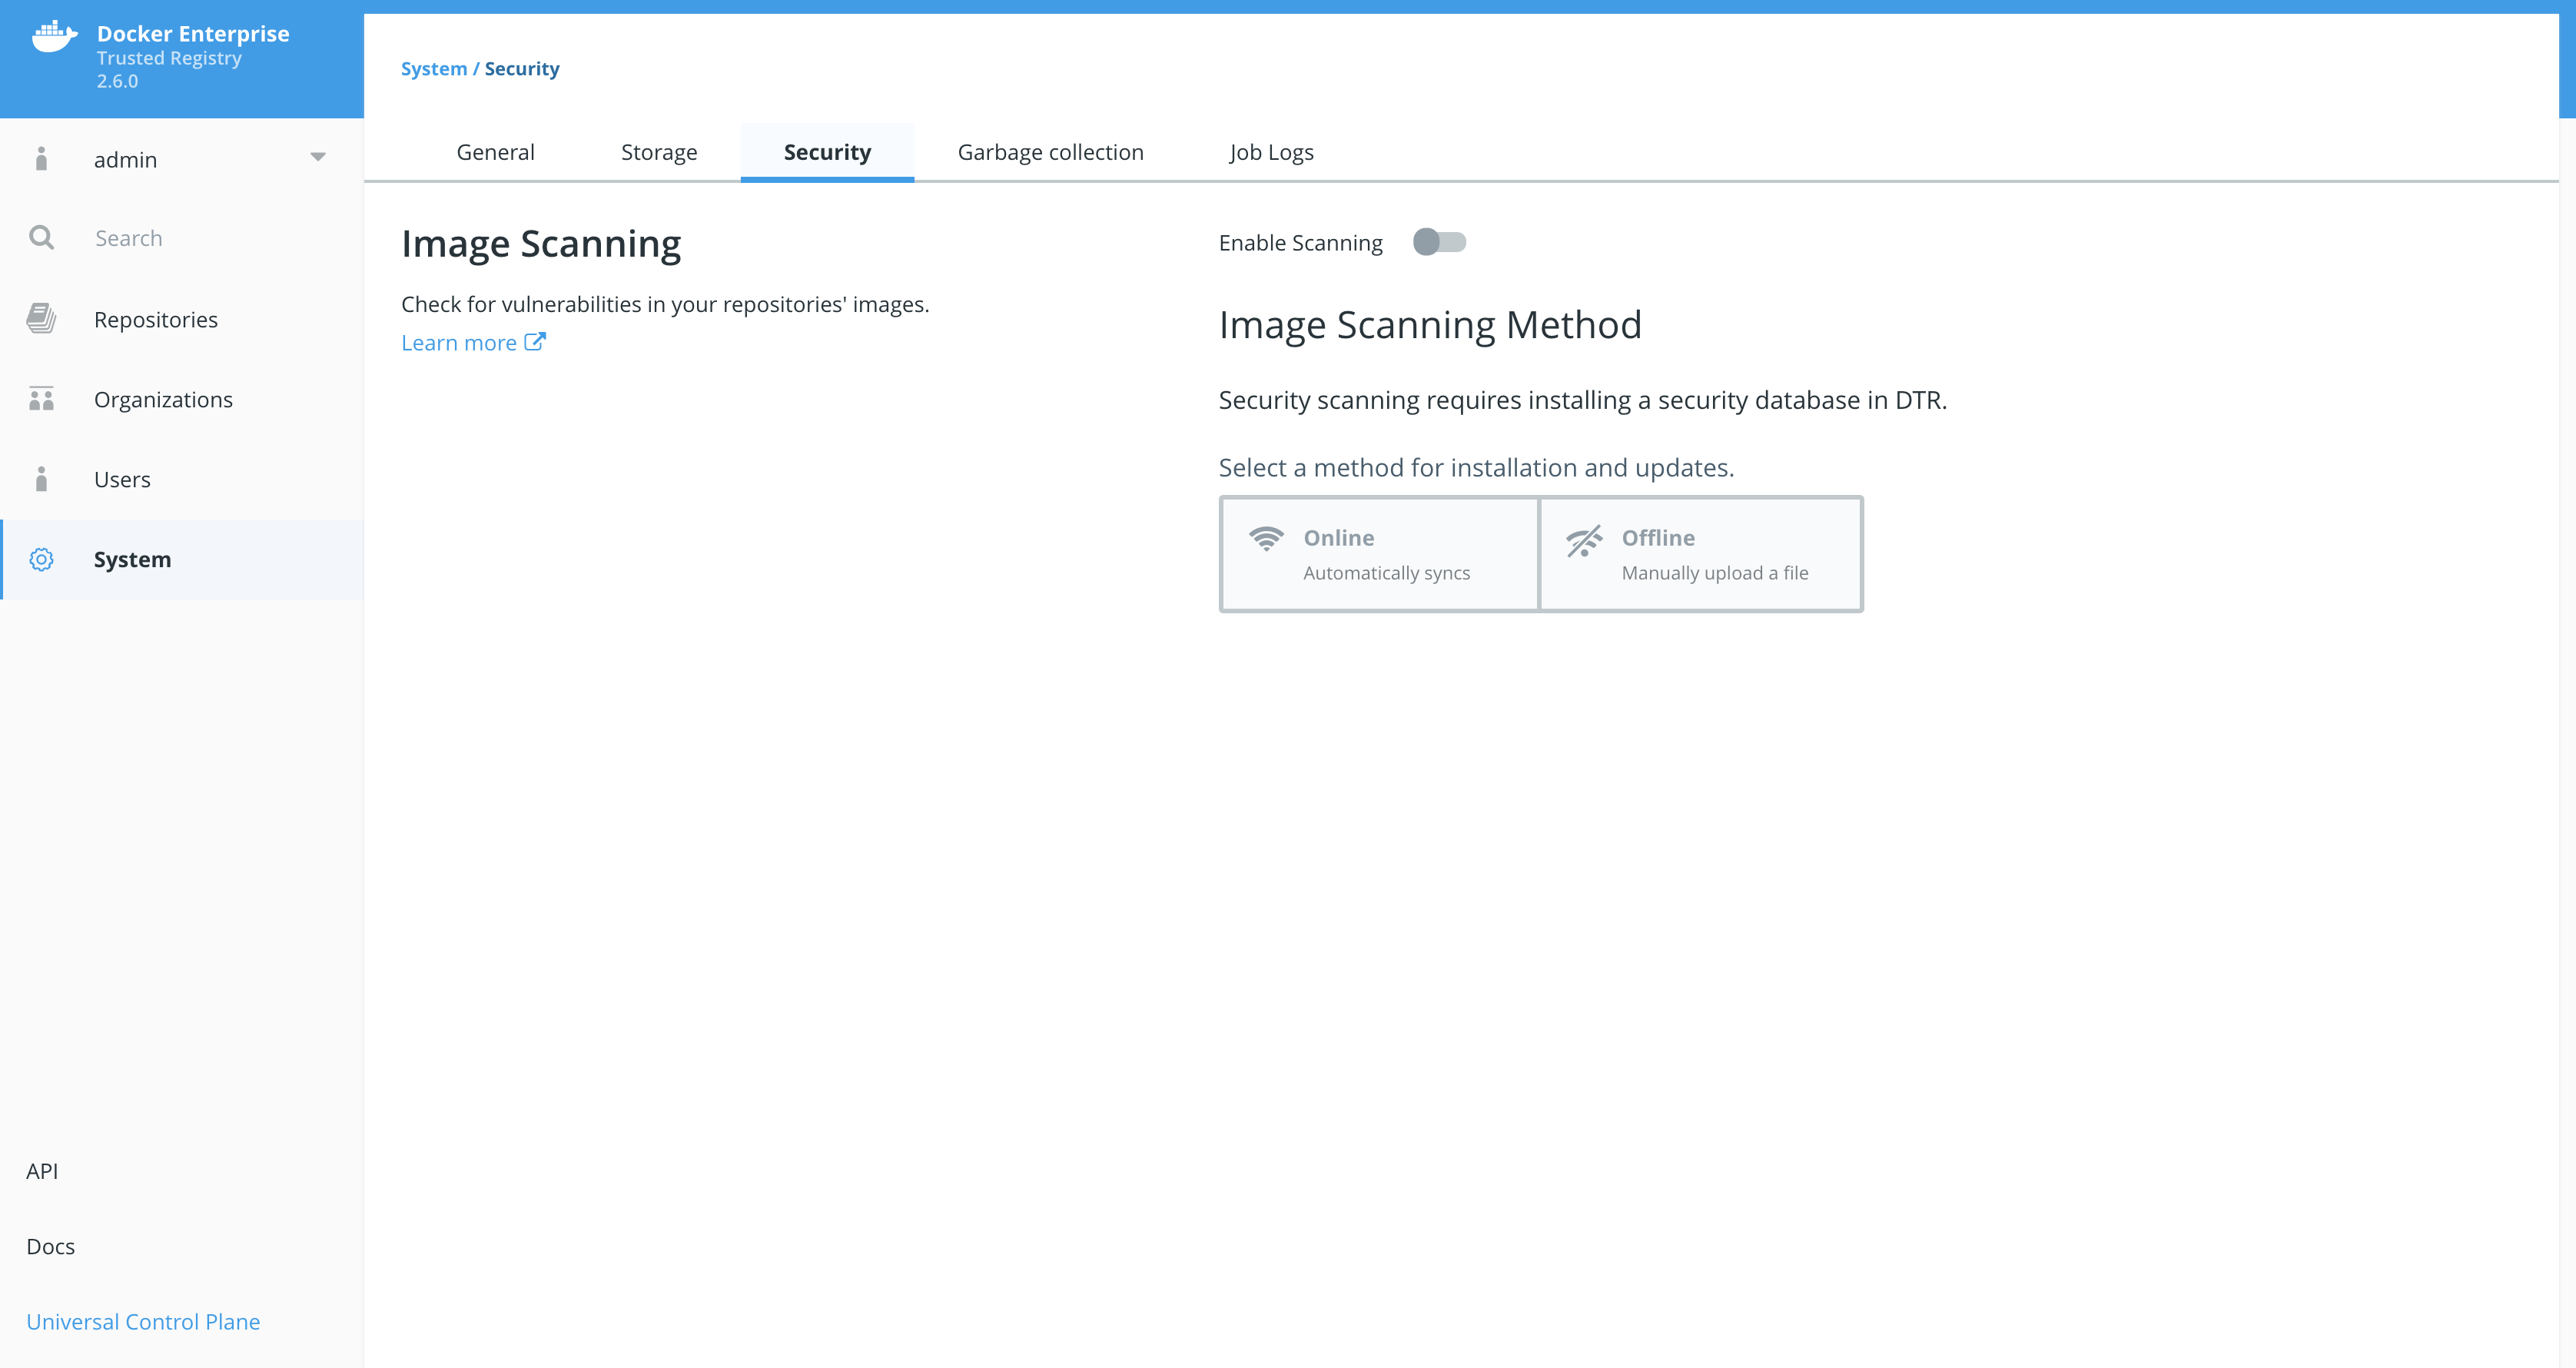 Docker Enterprise
Trusted Registry
2.6.0
admin
Search
Repositories
Organizations
Users
System
API
Docs
Universal Control Plane
System / Security
General Storage Security Garbage collection Job Logs
Image Scanning
Check for vulnerabilities in your repositories' images.
Learn more
Enable Scanning
Image Scanning Method
Security scanning requires installing a security database in DTR.
Select a method for installation and updates.
Online
Automatically syncs
Offline
Manually upload a file